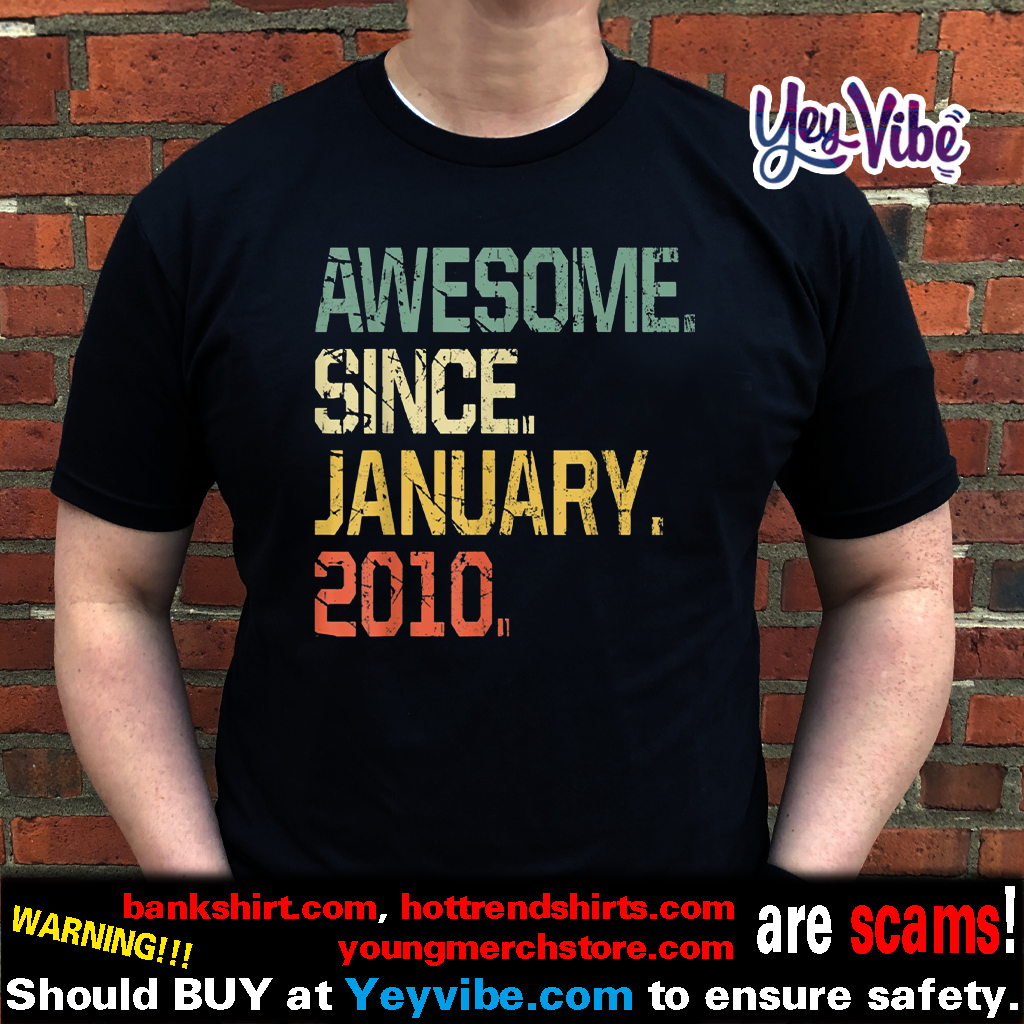 Yey Vibe
AWESOME.
SINCE.
JANUARY.
2010.
WARNING!!!
bankshirt.com, hottrendshirts.com
youngmerchstore.com
are scams!
Should BUY at Yeyvibe.com to ensure safety.